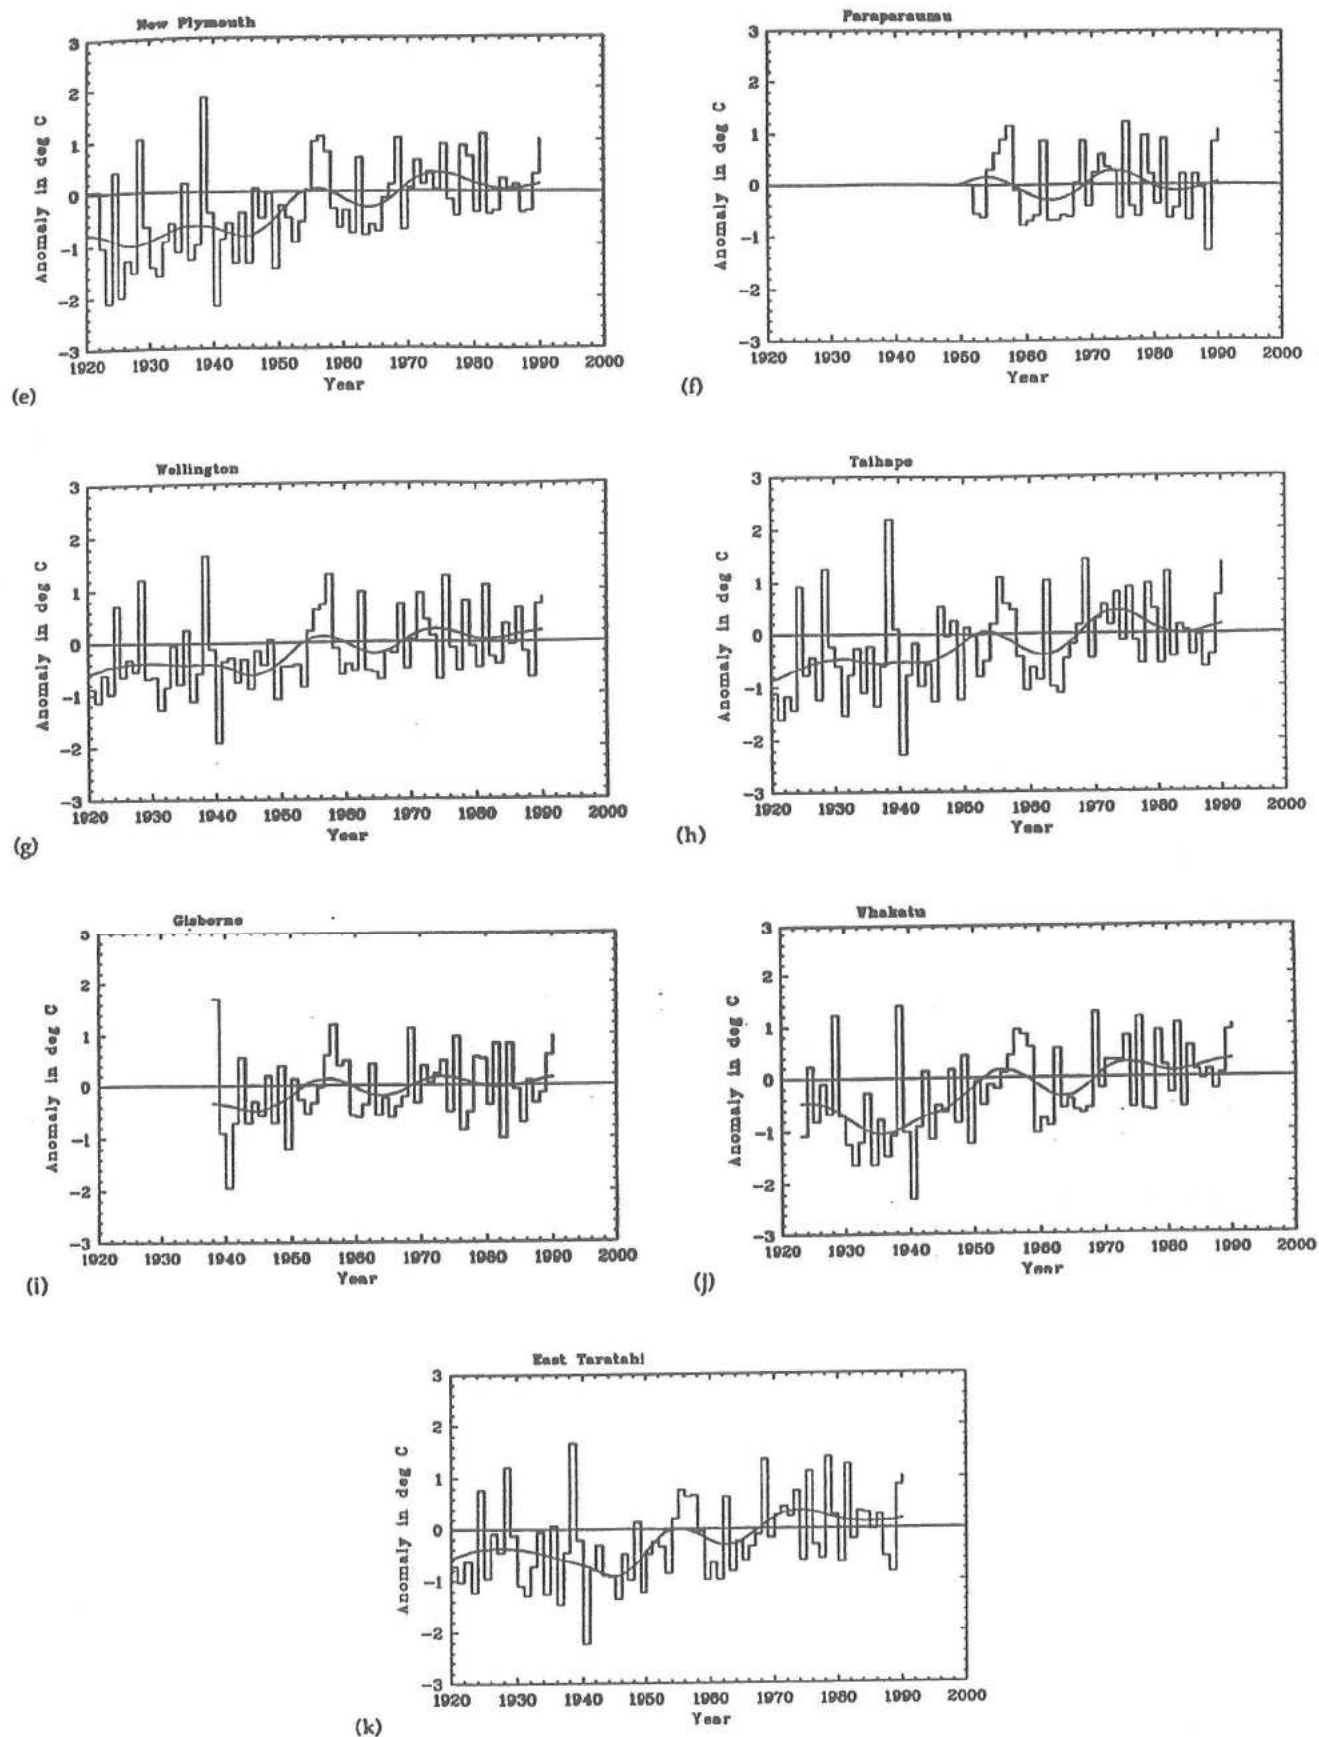 New Plymouth
3
2
1
0
-1
-2
-3
Anomaly in deg C
1920 1930 1940 1950 1960 1970 1980 1990 2000
Year
(e)
Paraparaumu
3
2
1
0
-1
-2
-3
Anomaly in deg C
1920 1930 1940 1950 1960 1970 1980 1990 2000
Year
(f)
Wellington
3
2
1
0
-1
-2
-3
Anomaly in deg C
1920 1930 1940 1950 1960 1970 1980 1990 2000
Year
(g)
Taihape
3
2
1
0
-1
-2
-3
Anomaly in deg C
1920 1930 1940 1950 1960 1970 1980 1990 2000
Year
(h)
Gisborne
3
2
1
0
-1
-2
-3
Anomaly in deg C
1920 1930 1940 1950 1960 1970 1980 1990 2000
Year
(i)
Whakatu
3
2
1
0
-1
-2
-3
Anomaly in deg C
1920 1930 1940 1950 1960 1970 1980 1990 2000
Year
(j)
East Taratahi
3
2
1
0
-1
-2
-3
Anomaly in deg C
1920 1930 1940 1950 1960 1970 1980 1990 2000
Year
(k)